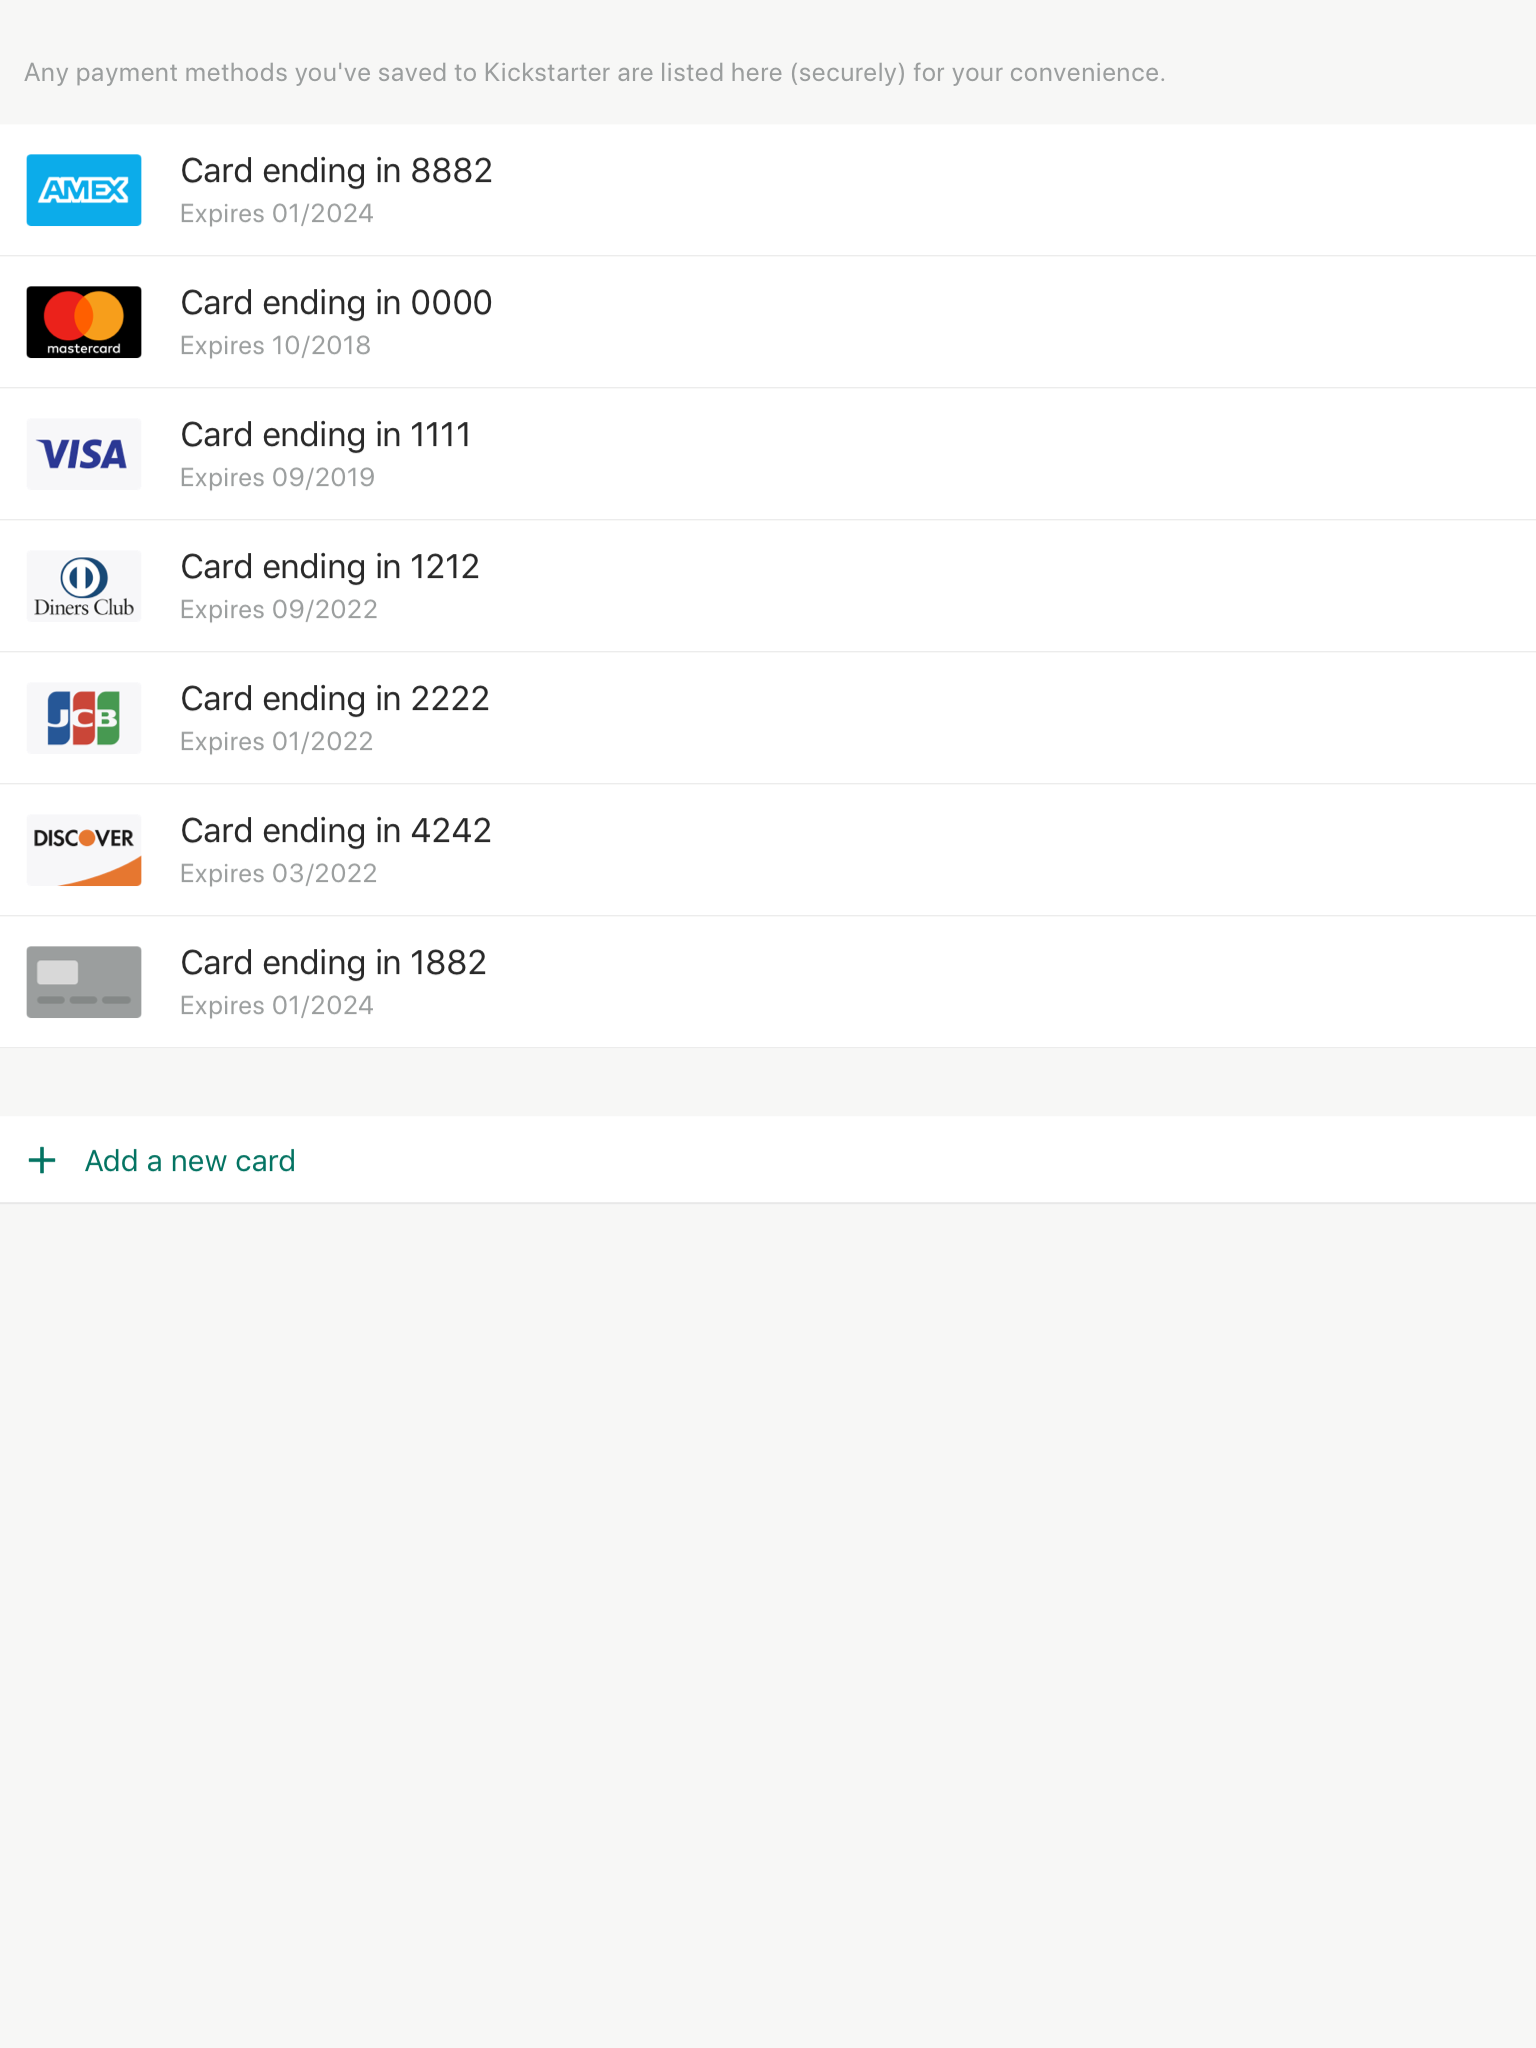 Any payment methods you've saved to Kickstarter are listed here (securely) for your convenience.
AMEX
Card ending in 8882
Expires 01/2024
mastercard
Card ending in 0000
Expires 10/2018
VISA
Card ending in 1111
Expires 09/2019
Diners Club
Card ending in 1212
Expires 09/2022
JCB
Card ending in 2222
Expires 01/2022
DISCOVER
Card ending in 4242
Expires 03/2022
Card ending in 1882
Expires 01/2024
+ Add a new card